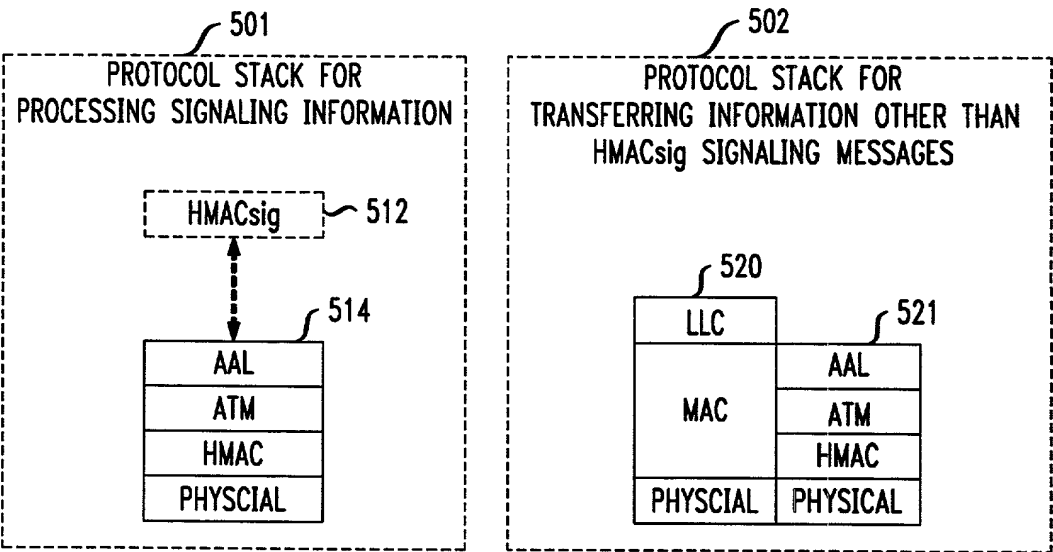 501
PROTOCOL STACK FOR
PROCESSING SIGNALING INFORMATION
HMACsig
512
514
AAL
ATM
HMAC
PHYSCIAL
502
PROTOCOL STACK FOR
TRANSFERRING INFORMATION OTHER THAN
HMACsig SIGNALING MESSAGES
520
LLC
MAC
PHYSCIAL
521
AAL
ATM
HMAC
PHYSICAL